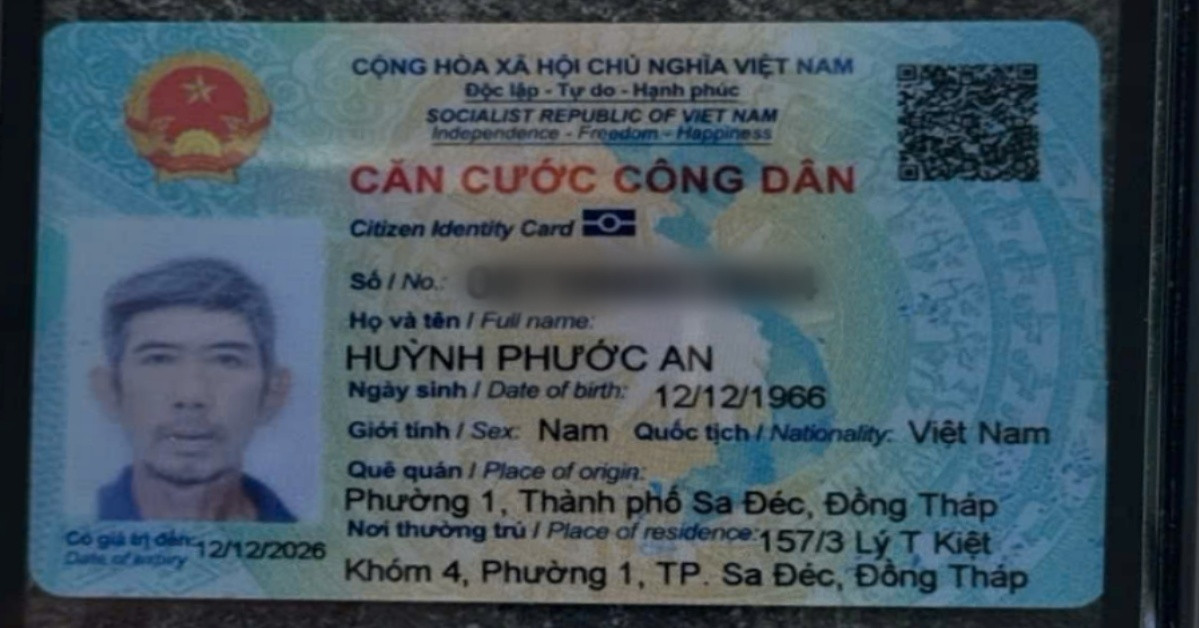 CỘNG HÒA XÃ HỘI CHỦ NGHĨA VIỆT NAM
Độc lập - Tự do - Hạnh phúc
SOCIALIST REPUBLIC OF VIET NAM
Independence - Freedom - Happiness
CĂN CƯỚC CÔNG DÂN
Citizen Identity Card
Số / No.:
Họ và tên / Full name:
HUỲNH PHƯỚC AN
Ngày sinh / Date of birth: 12/12/1966
Giới tính / Sex: Nam Quốc tịch / Nationality: Việt Nam
Quê quán / Place of origin:
Phường 1, Thành phố Sa Đéc, Đồng Tháp
Nơi thường trú / Place of residence: 157/3 Lý T Kiệt
Khóm 4, Phường 1, TP. Sa Đéc, Đồng Tháp
Có giá trị đến: 12/12/2026
Date of expiry